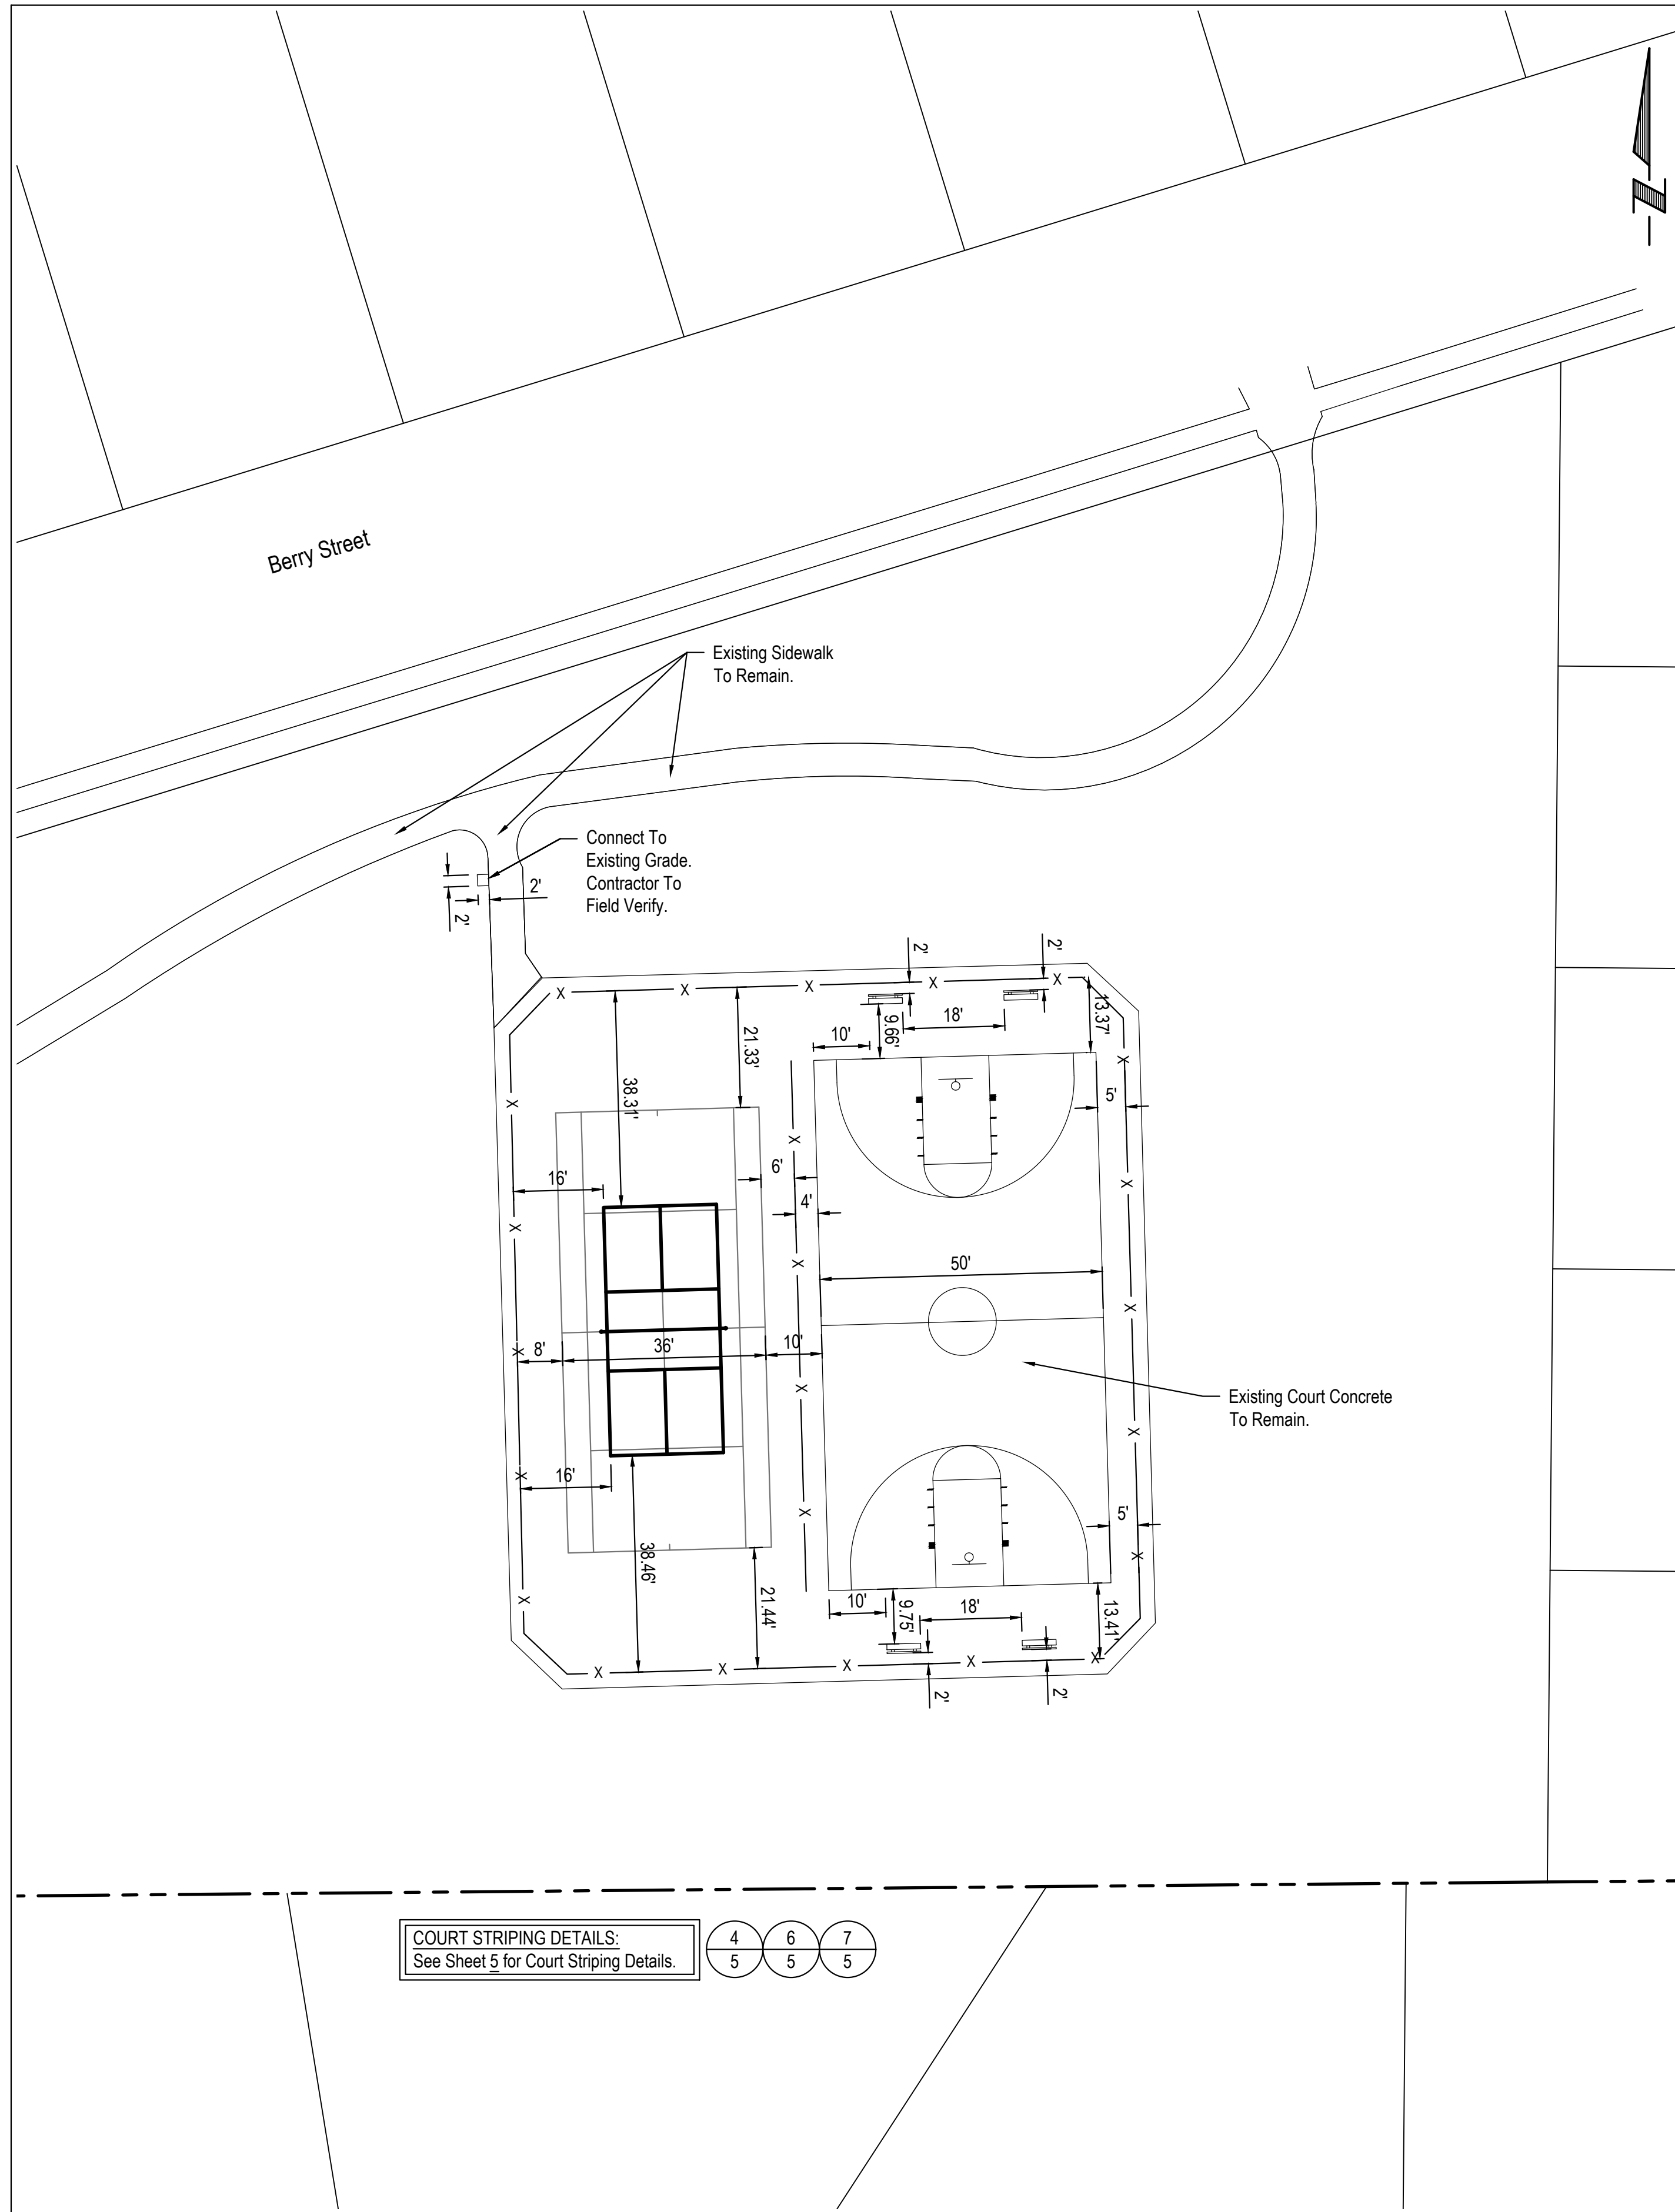 N
Berry Street
Existing Sidewalk
To Remain.
Connect To
Existing Grade.
Contractor To
Field Verify.
2'
2'
2'
2'
X X X X X
13.37'
18'
9.66'
10'
21.33'
38.31'
X
X
5'
X
16'
6'
X
4'
X
X
50'
X
X
8'
36'
10'
X
X
Existing Court Concrete
To Remain.
X
X
16'
X
5'
X
38.46'
X
21.44'
10'
9.75'
18'
13.41'
X X X X X
2'
2'
COURT STRIPING DETAILS:
See Sheet 5 for Court Striping Details.
4 6 7
5 5 5